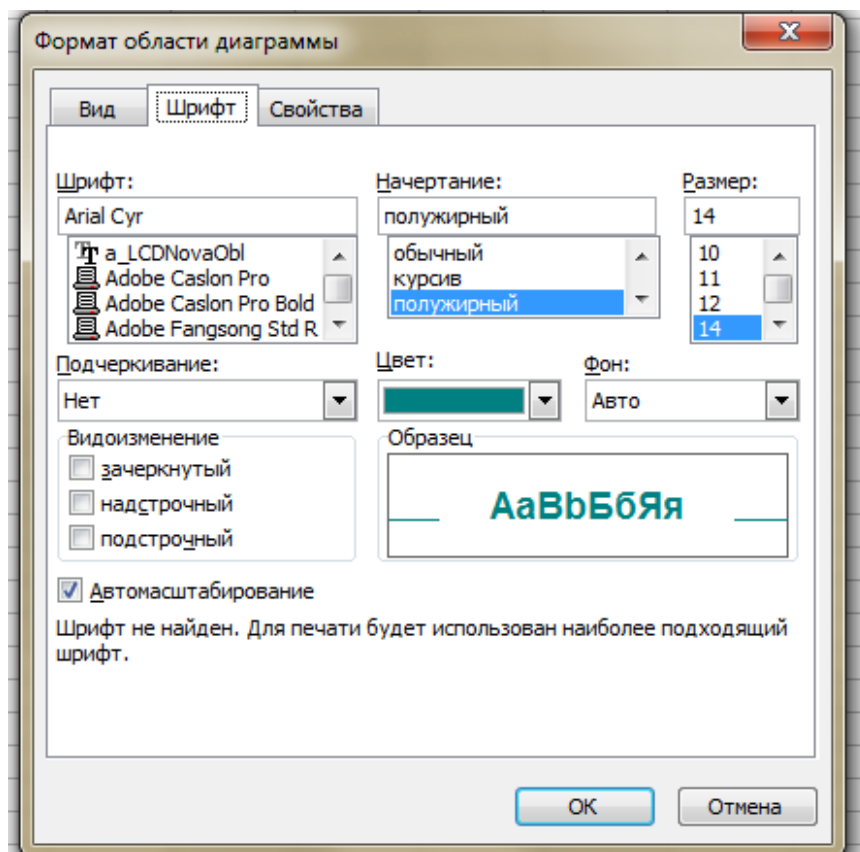 Формат области диаграммы
Вид Шрифт Свойства
Шрифт: Начертание: Размер:
Arial Cyr полужирный 14
a_LCDNovaObl обычный 10
Adobe Caslon Pro курсив 11
Adobe Caslon Pro Bold полужирный 12
Adobe Fangsong Std R 14
Подчеркивание: Цвет: Фон:
Нет Авто
Видоизменение Образец
зачеркнутый
надстрочный АаВbБбЯя
подстрочный
Автомасштабирование
Шрифт не найден. Для печати будет использован наиболее подходящий
шрифт.
ОК Отмена